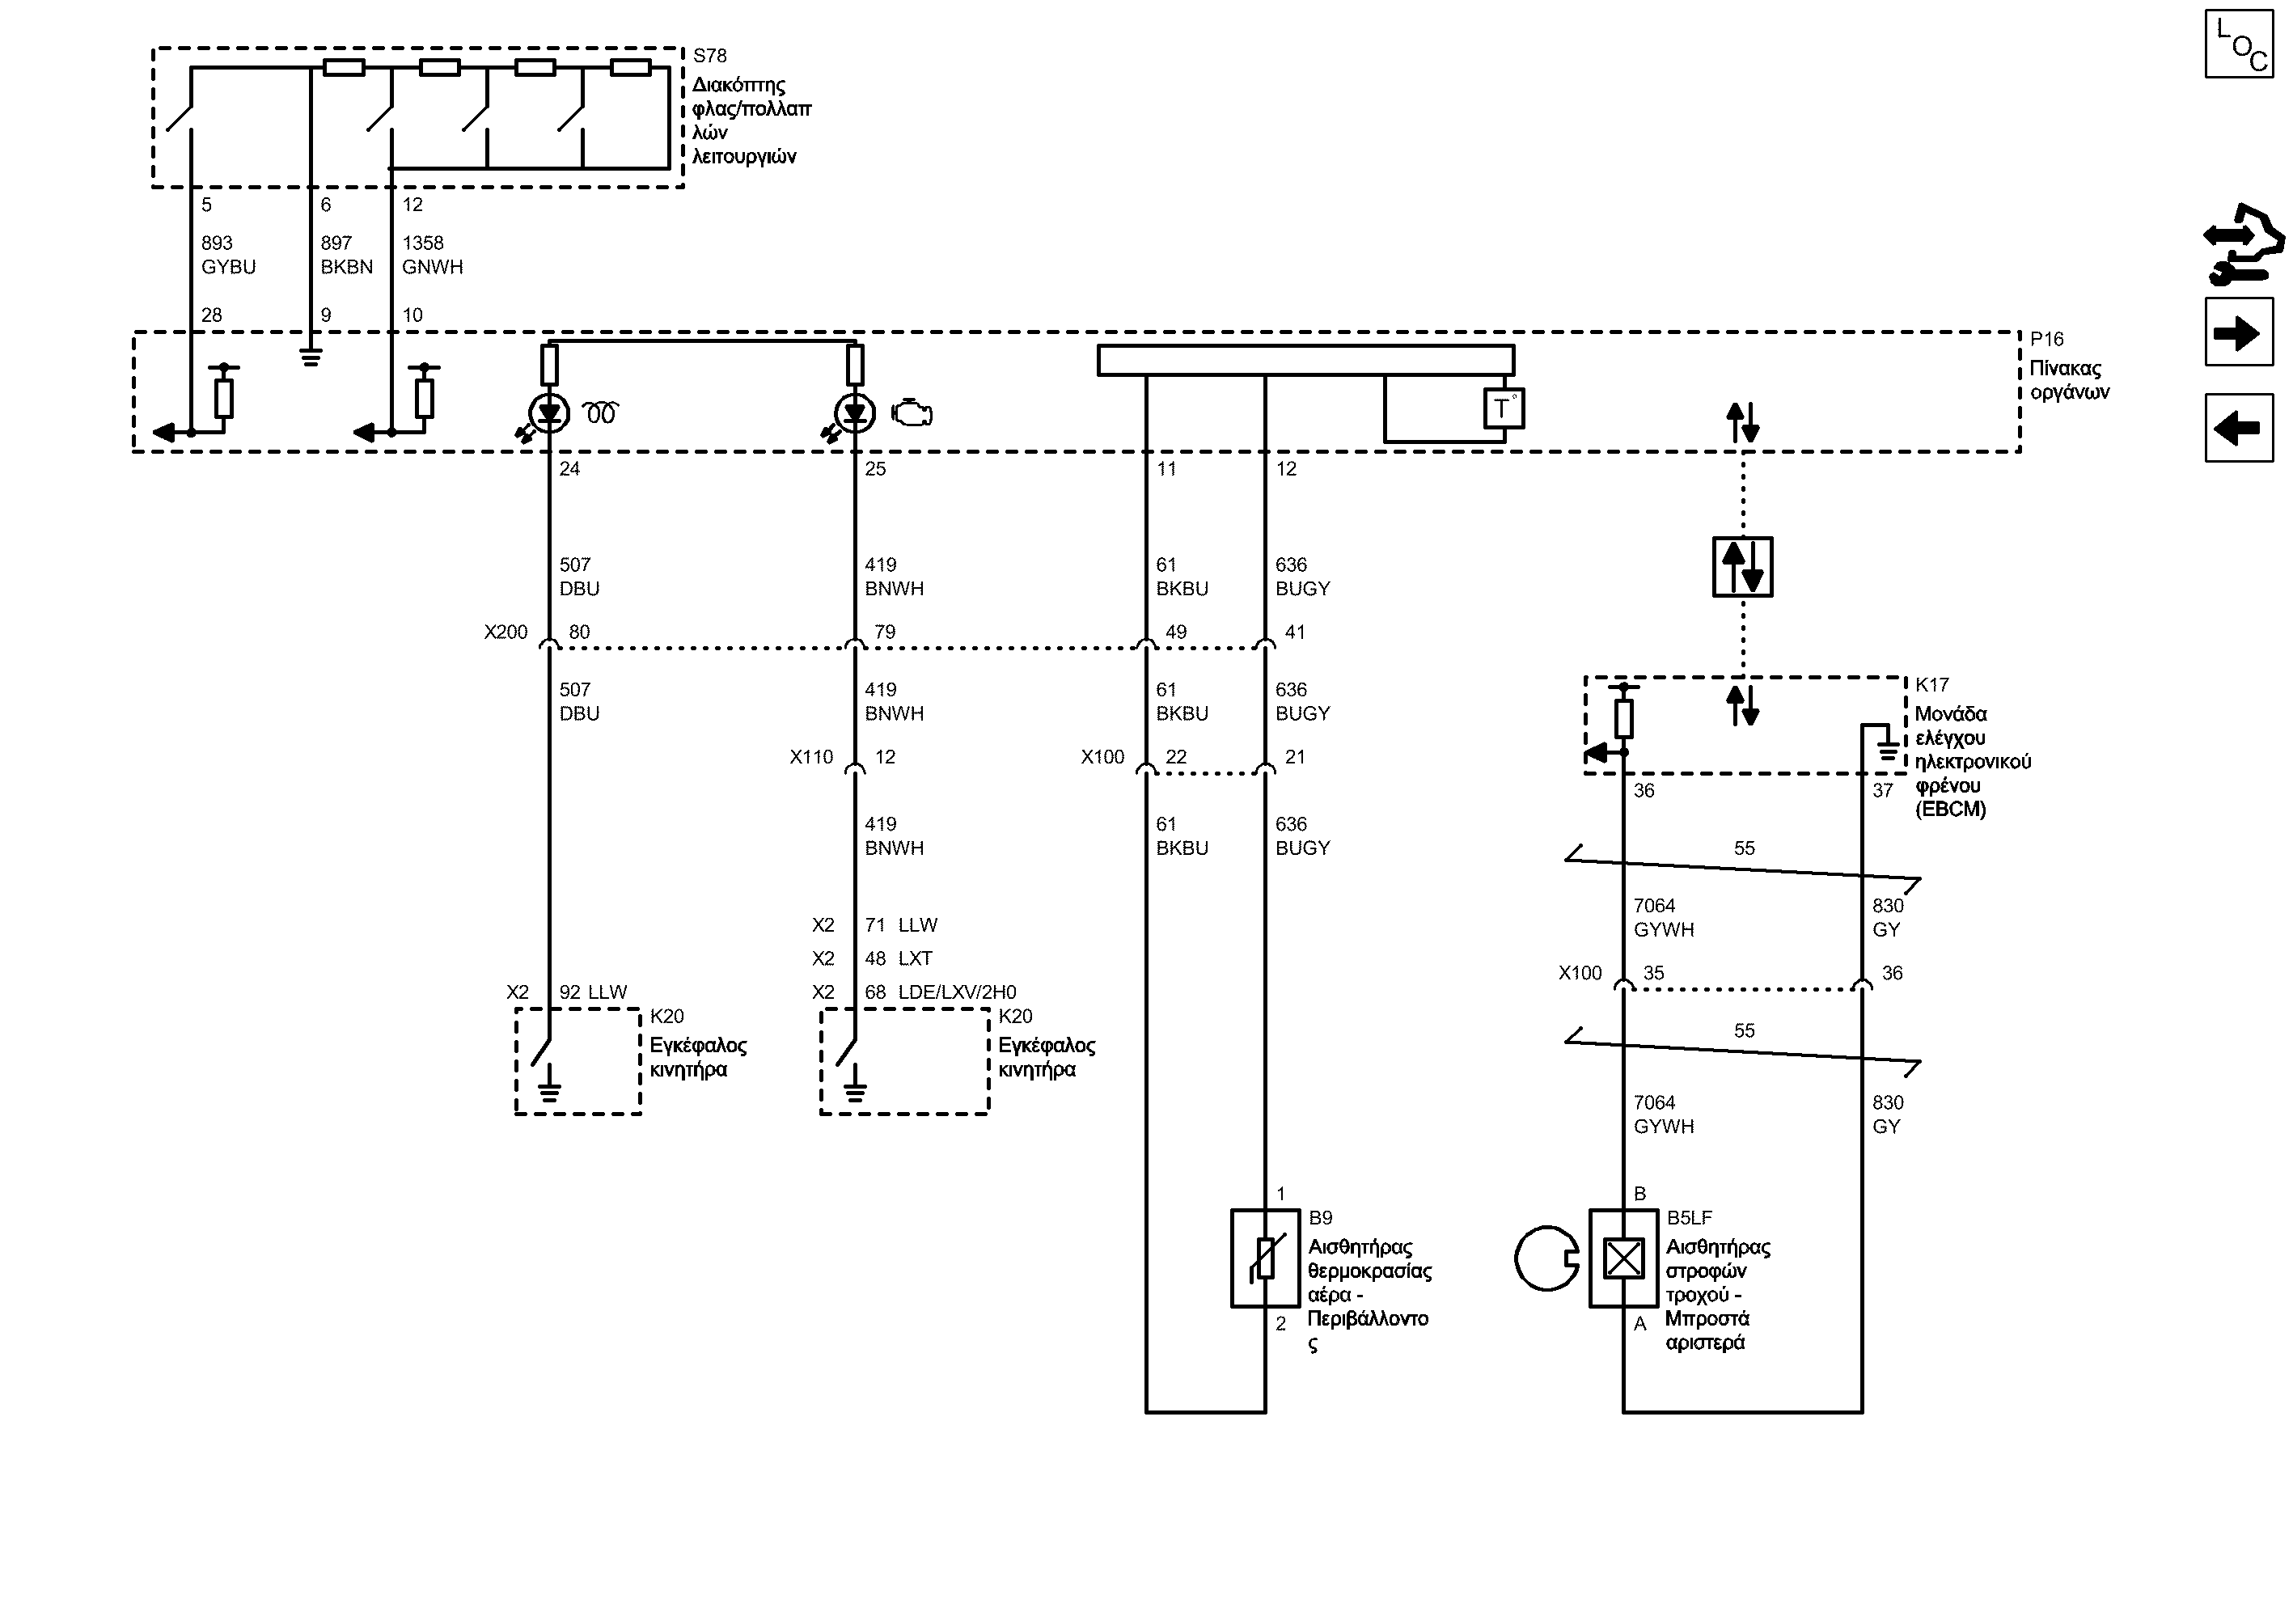 LOC
S78
Διακόπτης
φλας/πολλαπ
λών
λειτουργιών
5 6 12
893 897 1358
GYBU BKBN GNWH
28 9 10
P16
Πίνακας
οργάνων
T°
24 25 11 12
507 419 61 636
DBU BNWH BKBU BUGY
X200 80 79 49 41
507 419 61 636
DBU BNWH BKBU BUGY
K17
Μονάδα
ελέγχου
ηλεκτρονικού
φρένου
(EBCM)
X110 12 X100 22 21
36 37
419 61 636
BNWH BKBU BUGY
55
7064 830
GYWH GY
X2 71 LLW
X2 48 LXT
X100 35 36
X2 92 LLW X2 68 LDE/LXV/2H0
K20
Εγκέφαλος
κινητήρα
K20
Εγκέφαλος
κινητήρα
55
7064 830
GYWH GY
1 B
B9
Αισθητήρας
θερμοκρασίας
αέρα -
Περιβάλλοντο
ς
2
B5LF
Αισθητήρας
στροφών
τροχού -
Μπροστά
αριστερά
A